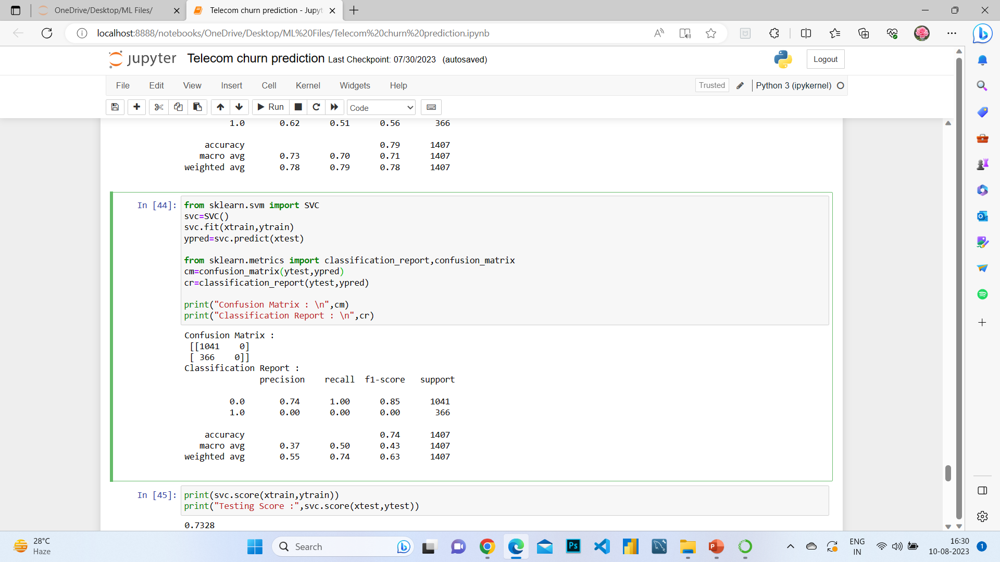 OneDrive/Desktop/ML Files/
Telecom churn prediction - Jupyt
localhost:8888/notebooks/OneDrive/Desktop/ML%20Files/Telecom%20churn%20prediction.ipynb
jupyter Telecom churn prediction Last Checkpoint: 07/30/2023 (autosaved)
Logout
File Edit View Insert Cell Kernel Widgets Help
Trusted Python 3 (ipykernel)
Run Code
1.0 0.62 0.51 0.56 366
accuracy 0.79 1407
macro avg 0.73 0.70 0.71 1407
weighted avg 0.78 0.79 0.78 1407
In [44]: from sklearn.svm import SVC
svc=SVC()
svc.fit(xtrain,ytrain)
ypred=svc.predict(xtest)
from sklearn.metrics import classification_report,confusion_matrix
cm=confusion_matrix(ytest,ypred)
cr=classification_report(ytest,ypred)
print("Confusion Matrix : \n",cm)
print("Classification Report : \n",cr)
Confusion Matrix :
[[1041 0]
[ 366 0]]
Classification Report :
precision recall f1-score support
0.0 0.74 1.00 0.85 1041
1.0 0.00 0.00 0.00 366
accuracy 0.74 1407
macro avg 0.37 0.50 0.43 1407
weighted avg 0.55 0.74 0.63 1407
In [45]: print(svc.score(xtrain,ytrain))
print("Testing Score :",svc.score(xtest,ytest))
0.7328
28°C
Haze
Search
Ps
ENG
IN
16:30
10-08-2023
1